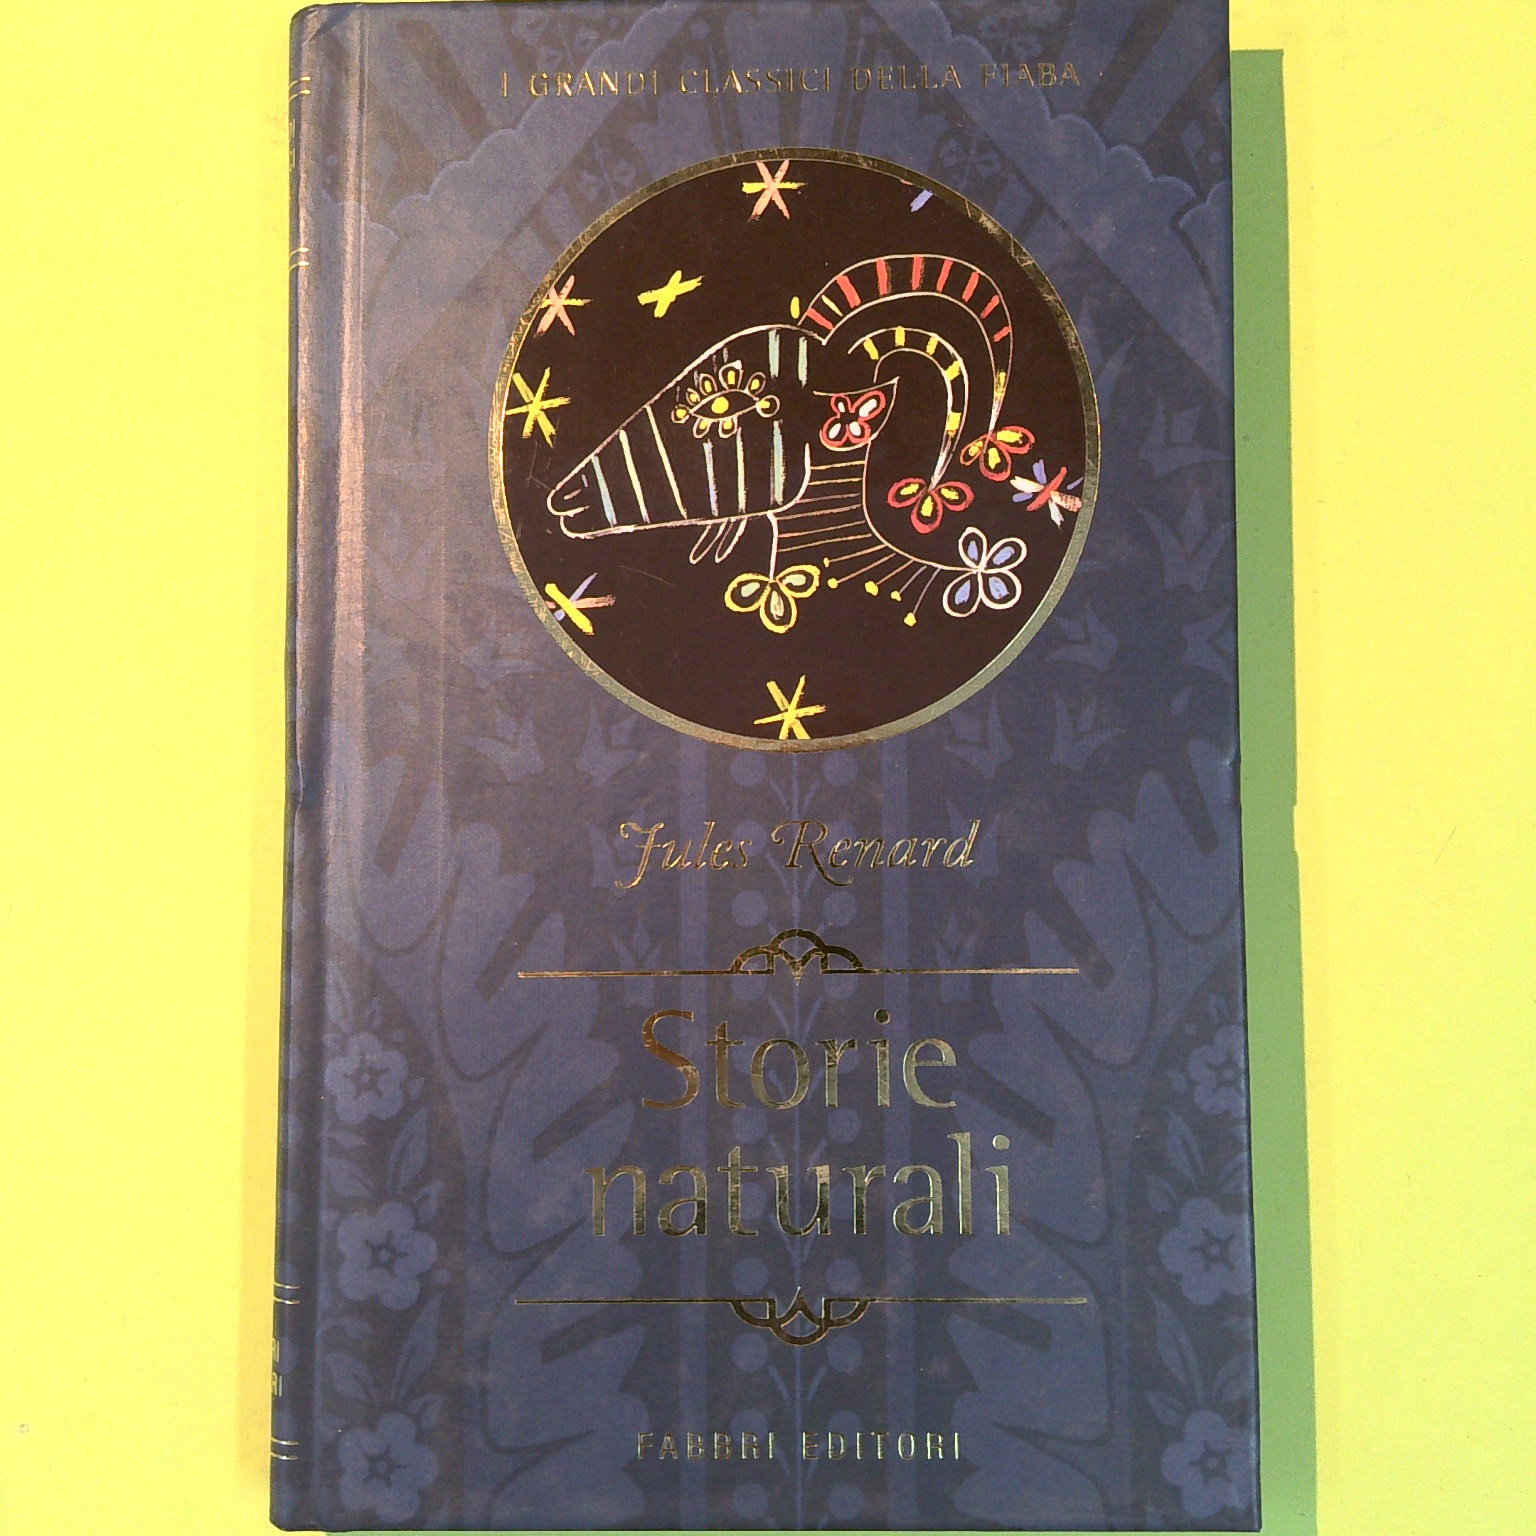 I GRANDI CLASSICI DELLA FIABA
Jules Renard
Storie
naturali
FABBRI EDITORI